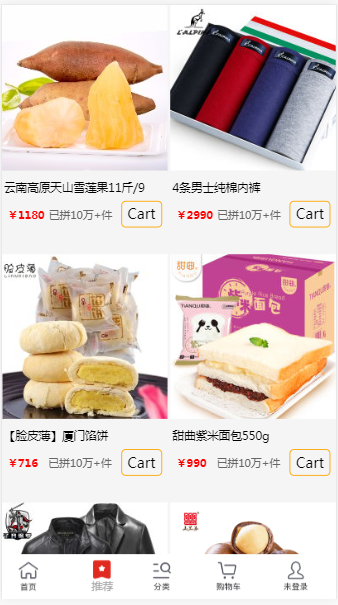 L'ALPINA
云南高原天山雪莲果11斤/9
￥1180 已拼10万+件 Cart
4条男士纯棉内裤
￥2990 已拼10万+件 Cart
脸皮薄
甜曲
紫米面包
TIANQU/甜曲
【脸皮薄】厦门馅饼
￥716 已拼10万+件 Cart
甜曲紫米面包550g
￥990 已拼10万+件 Cart
首页
推荐
分类
购物车
未登录